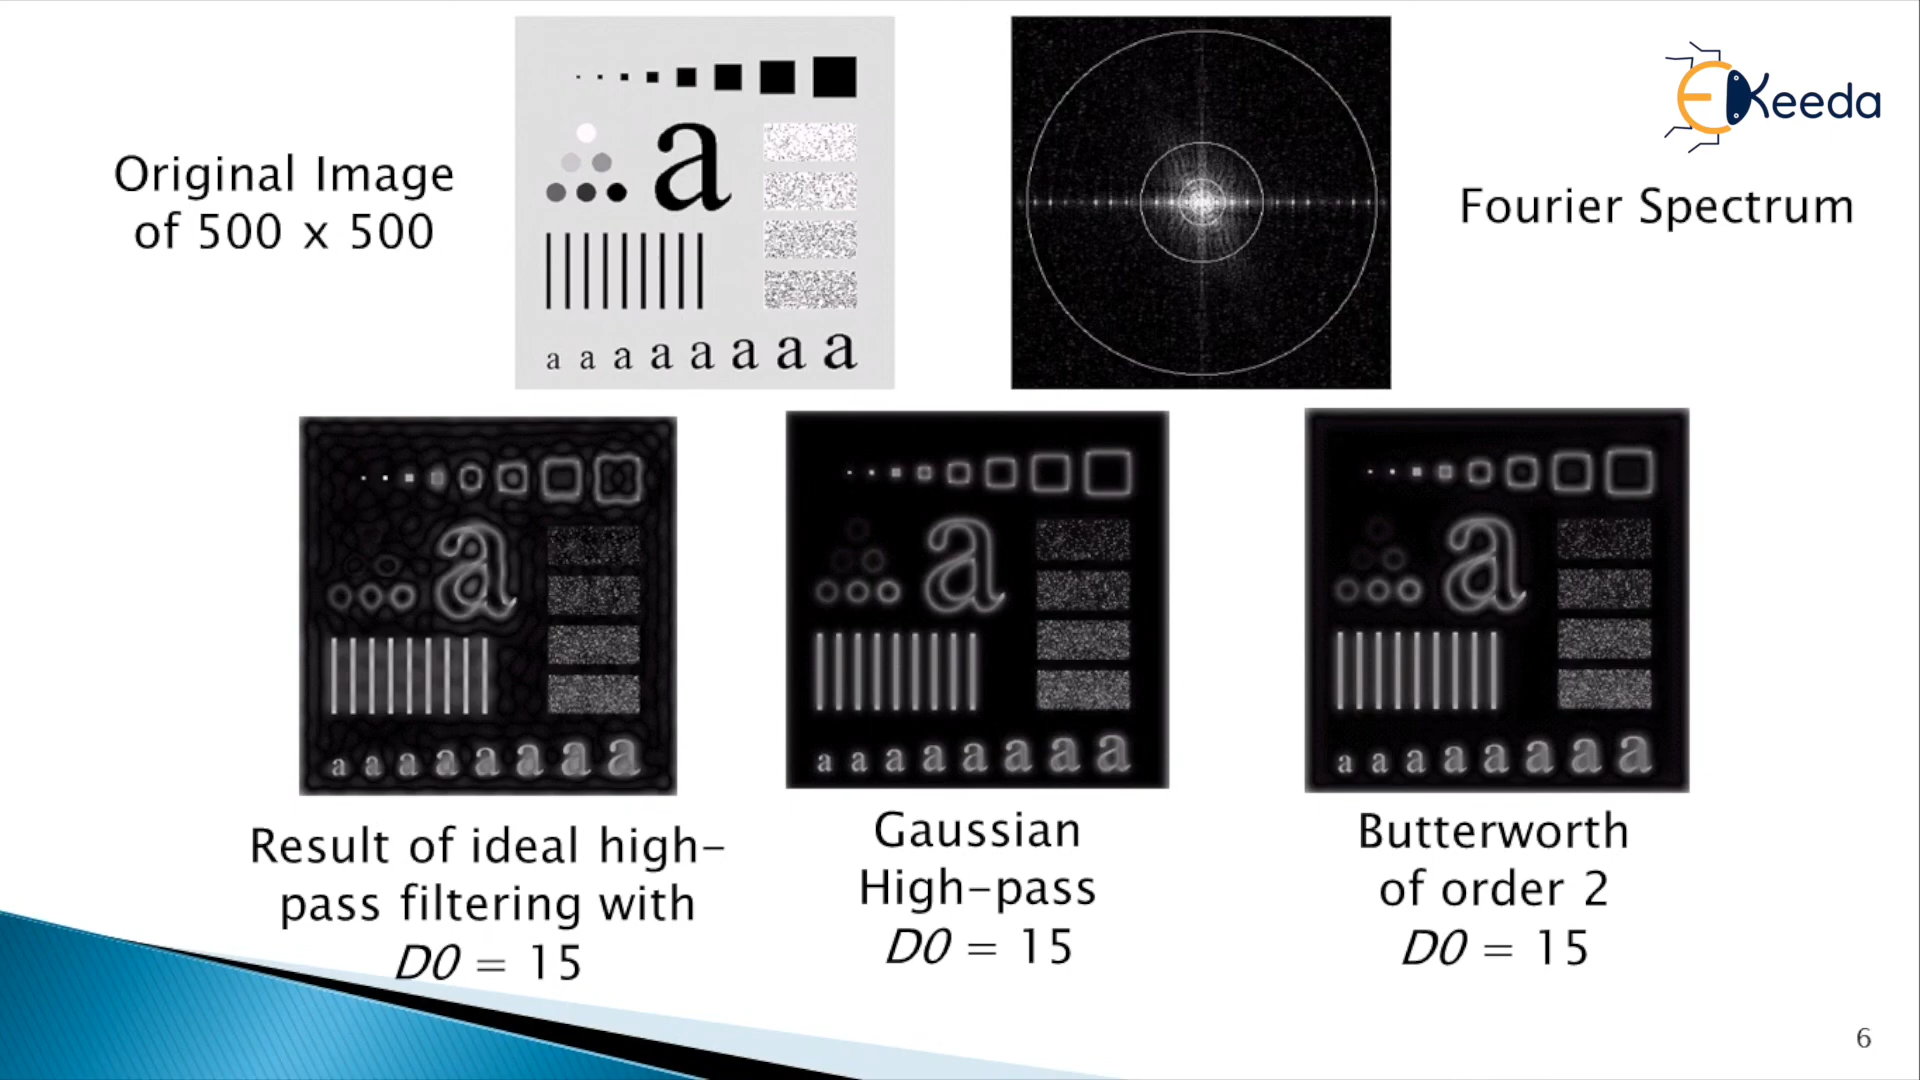 EKeeda
Original Image
of 500 x 500
a
a a a a a a a a
Fourier Spectrum
a
a a a a a a a a
a
a a a a a a a a
a
a a a a a a a a
Result of ideal high-
pass filtering with
D0 = 15
Gaussian
High-pass
D0 = 15
Butterworth
of order 2
D0 = 15
6